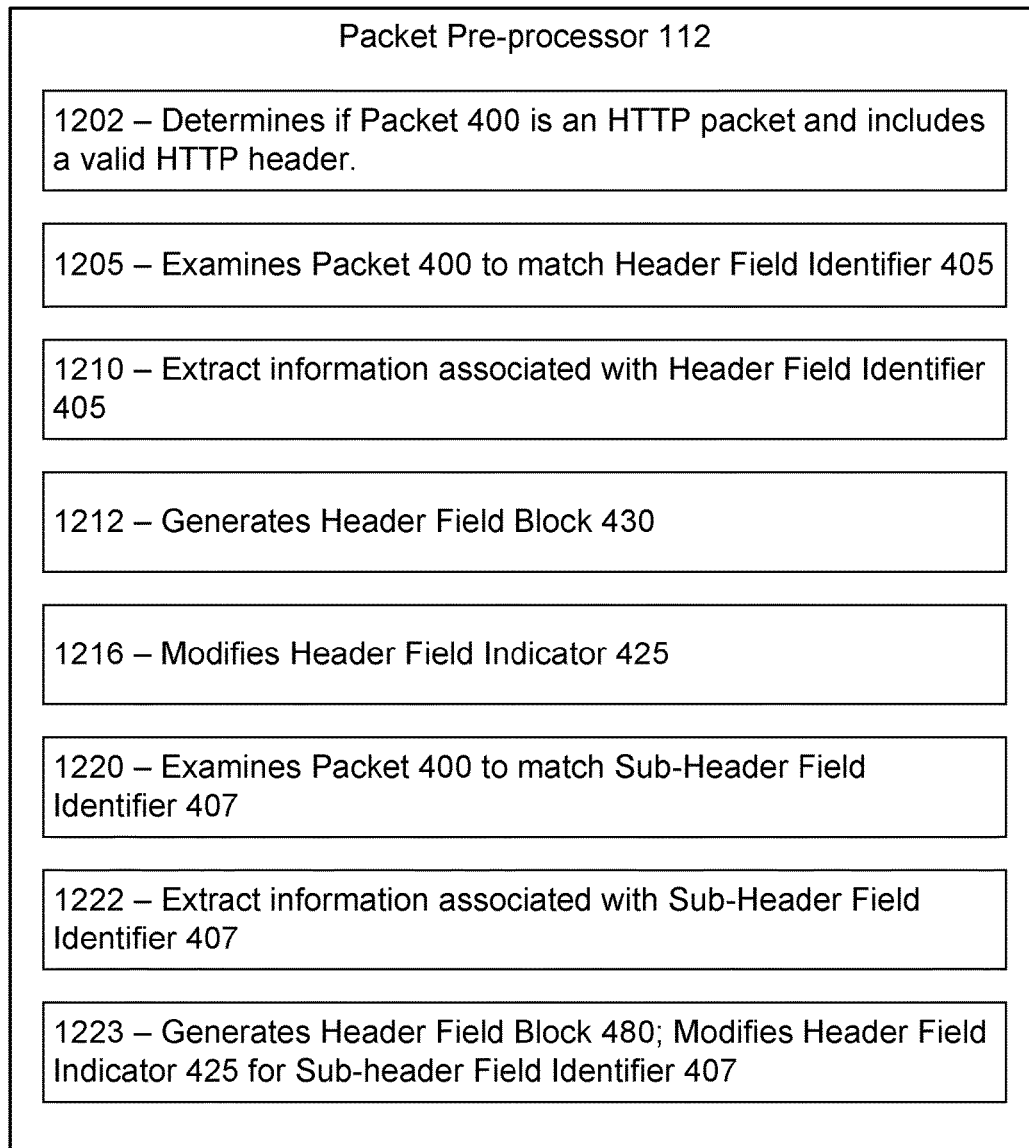 Packet Pre-processor 112
1202 – Determines if Packet 400 is an HTTP packet and includes
a valid HTTP header.
1205 – Examines Packet 400 to match Header Field Identifier 405
1210 – Extract information associated with Header Field Identifier
405
1212 – Generates Header Field Block 430
1216 – Modifies Header Field Indicator 425
1220 – Examines Packet 400 to match Sub-Header Field
Identifier 407
1222 – Extract information associated with Sub-Header Field
Identifier 407
1223 – Generates Header Field Block 480; Modifies Header Field
Indicator 425 for Sub-header Field Identifier 407